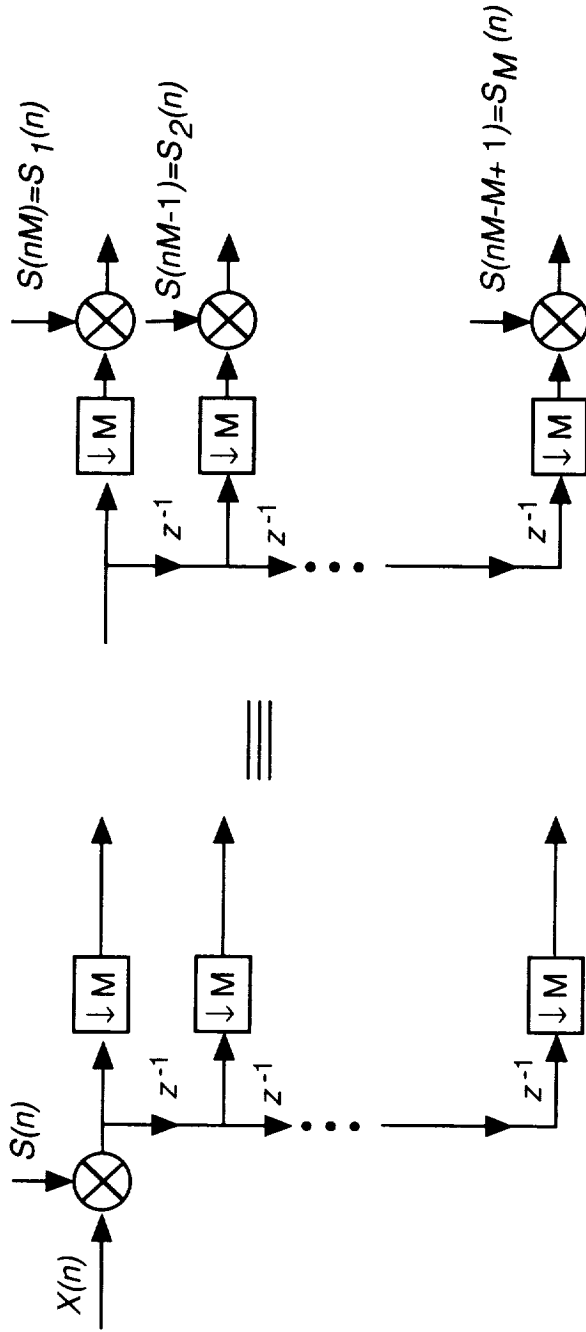 X(n)
S(n)
↓ M
z⁻¹
↓ M
z⁻¹
z⁻¹
↓ M
S(nM)=S₁(n)
↓ M
z⁻¹
S(nM-1)=S₂(n)
↓ M
z⁻¹
S(nM-M+1)=S_M(n)
z⁻¹
↓ M